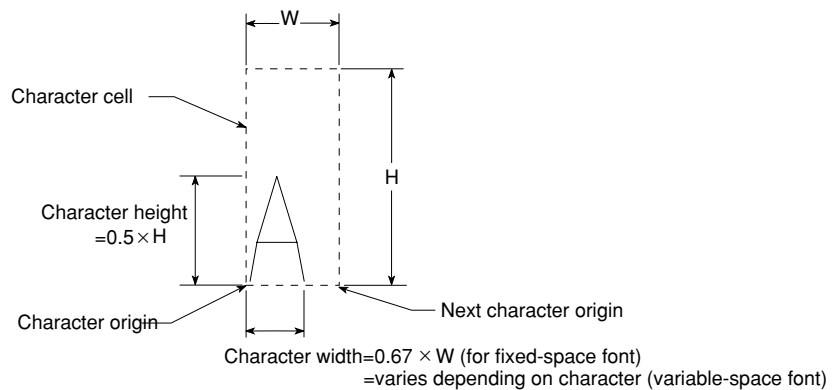 W
Character cell
H
Character height
=0.5×H
Next character origin
Character origin
Character width=0.67 × W (for fixed-space font)
=varies depending on character (variable-space font)